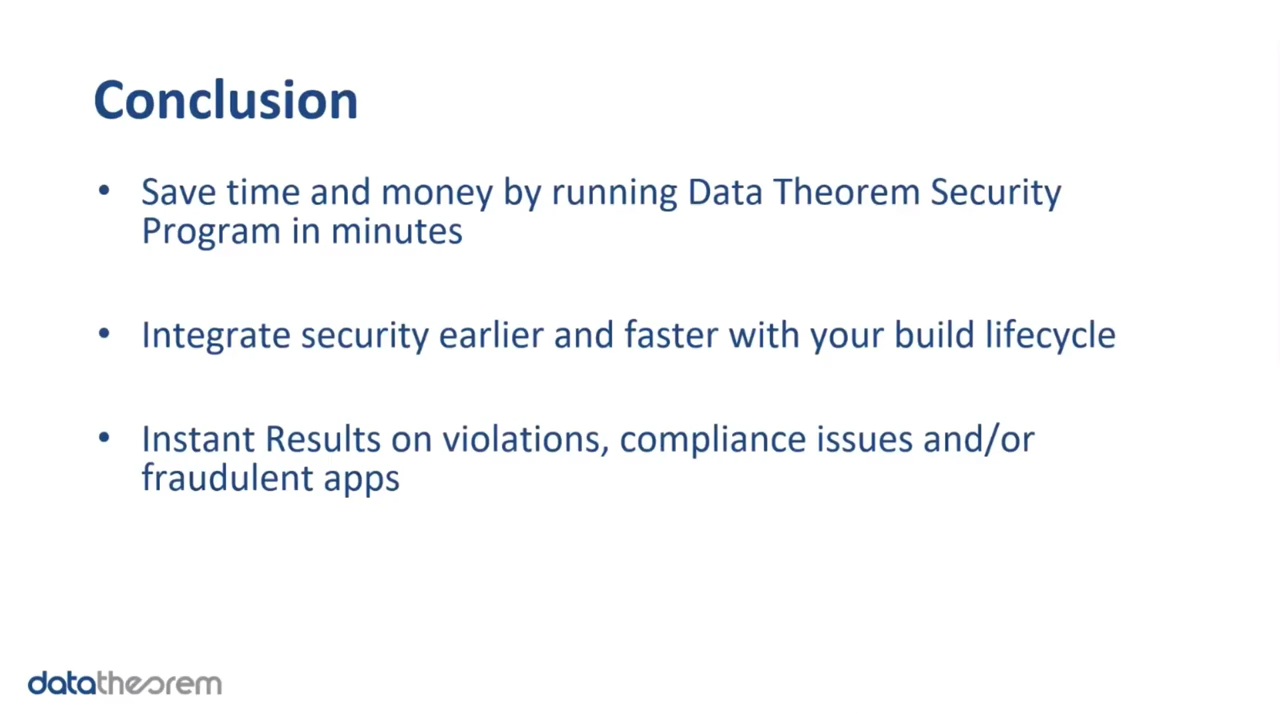 Conclusion
• Save time and money by running Data Theorem Security
Program in minutes
• Integrate security earlier and faster with your build lifecycle
• Instant Results on violations, compliance issues and/or
fraudulent apps
datatheorem